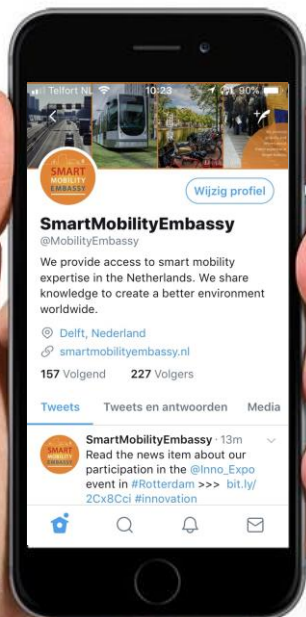 Telfort NL 10:23 90%
SMART
MOBILITY
EMBASSY
Wijzig profiel
SmartMobilityEmbassy
@MobilityEmbassy
We provide access to smart mobility
expertise in the Netherlands. We share
knowledge to create a better environment
worldwide.
Delft, Nederland
smartmobilityembassy.nl
157 Volgend 227 Volgers
Tweets Tweets en antwoorden Media
SMART
MOBILITY
EMBASSY
SmartMobilityEmbassy · 13m
Read the news item about our
participation in the @Inno_Expo
event in #Rotterdam >>> bit.ly/
2Cx8Cci #innovation